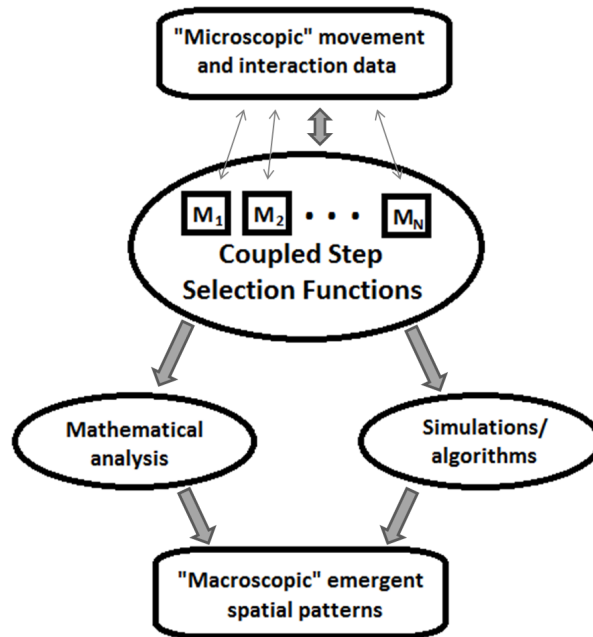 "Microscopic" movement
and interaction data
M₁ M₂ . . . M_N
Coupled Step
Selection Functions
Mathematical
analysis
Simulations/
algorithms
"Macroscopic" emergent
spatial patterns